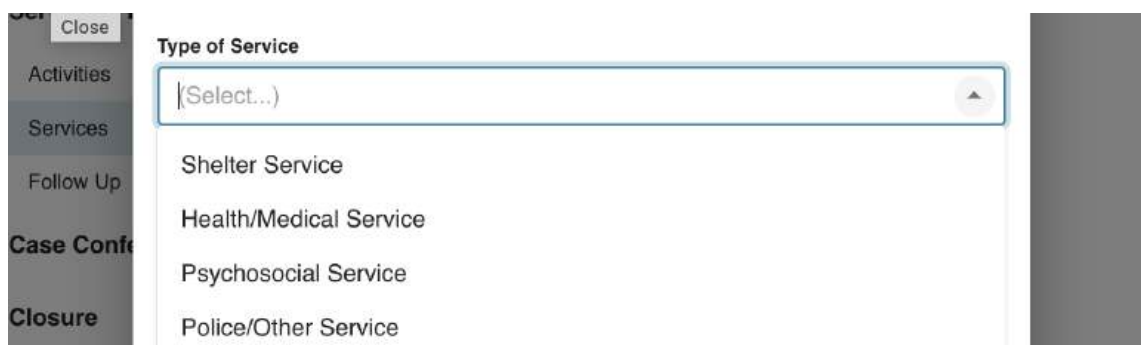 Close
Activities
Services
Follow Up
Case Confe
Closure
Type of Service
(Select...)
Shelter Service
Health/Medical Service
Psychosocial Service
Police/Other Service